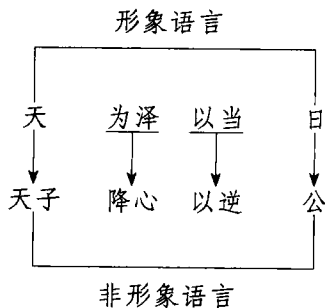 形象语言
天 为泽 以当 日
天子 降心 以逆 公
非形象语言